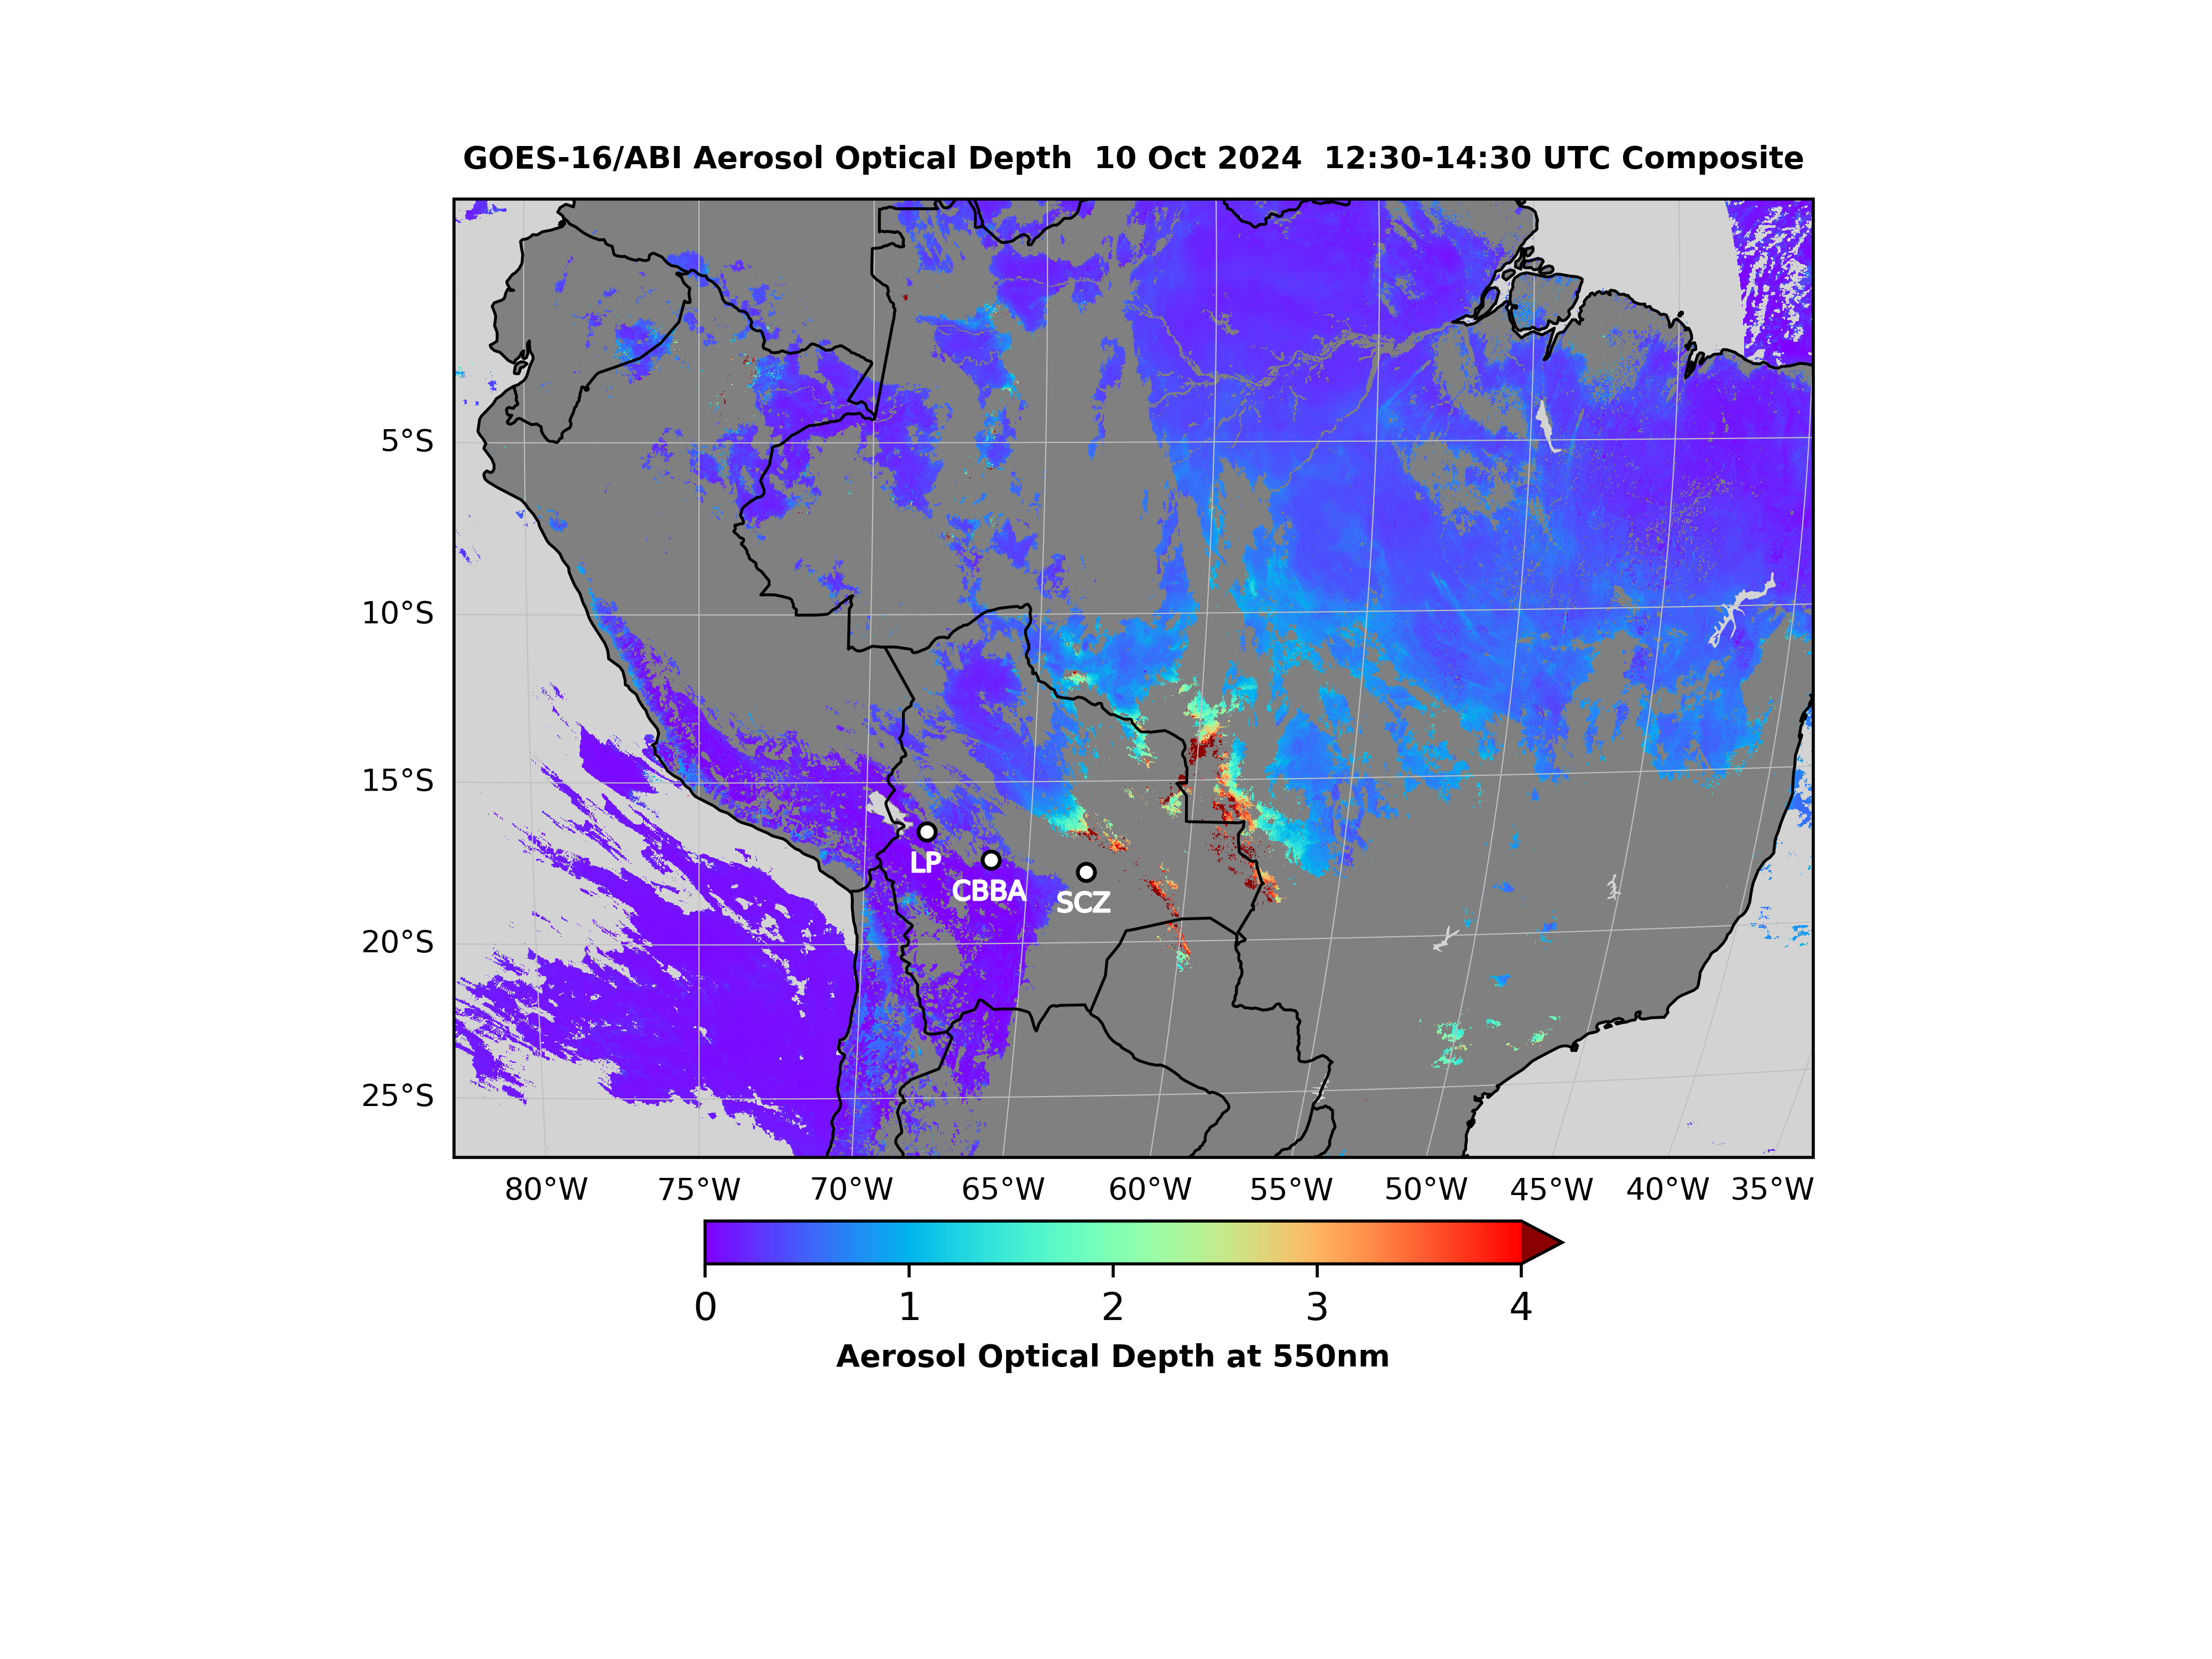 GOES-16/ABI Aerosol Optical Depth  10 Oct 2024  12:30-14:30 UTC Composite
5°S
10°S
15°S
LP
CBBA
SCZ
20°S
25°S
80°W 75°W 70°W 65°W 60°W 55°W 50°W 45°W 40°W 35°W
0 1 2 3 4
Aerosol Optical Depth at 550nm